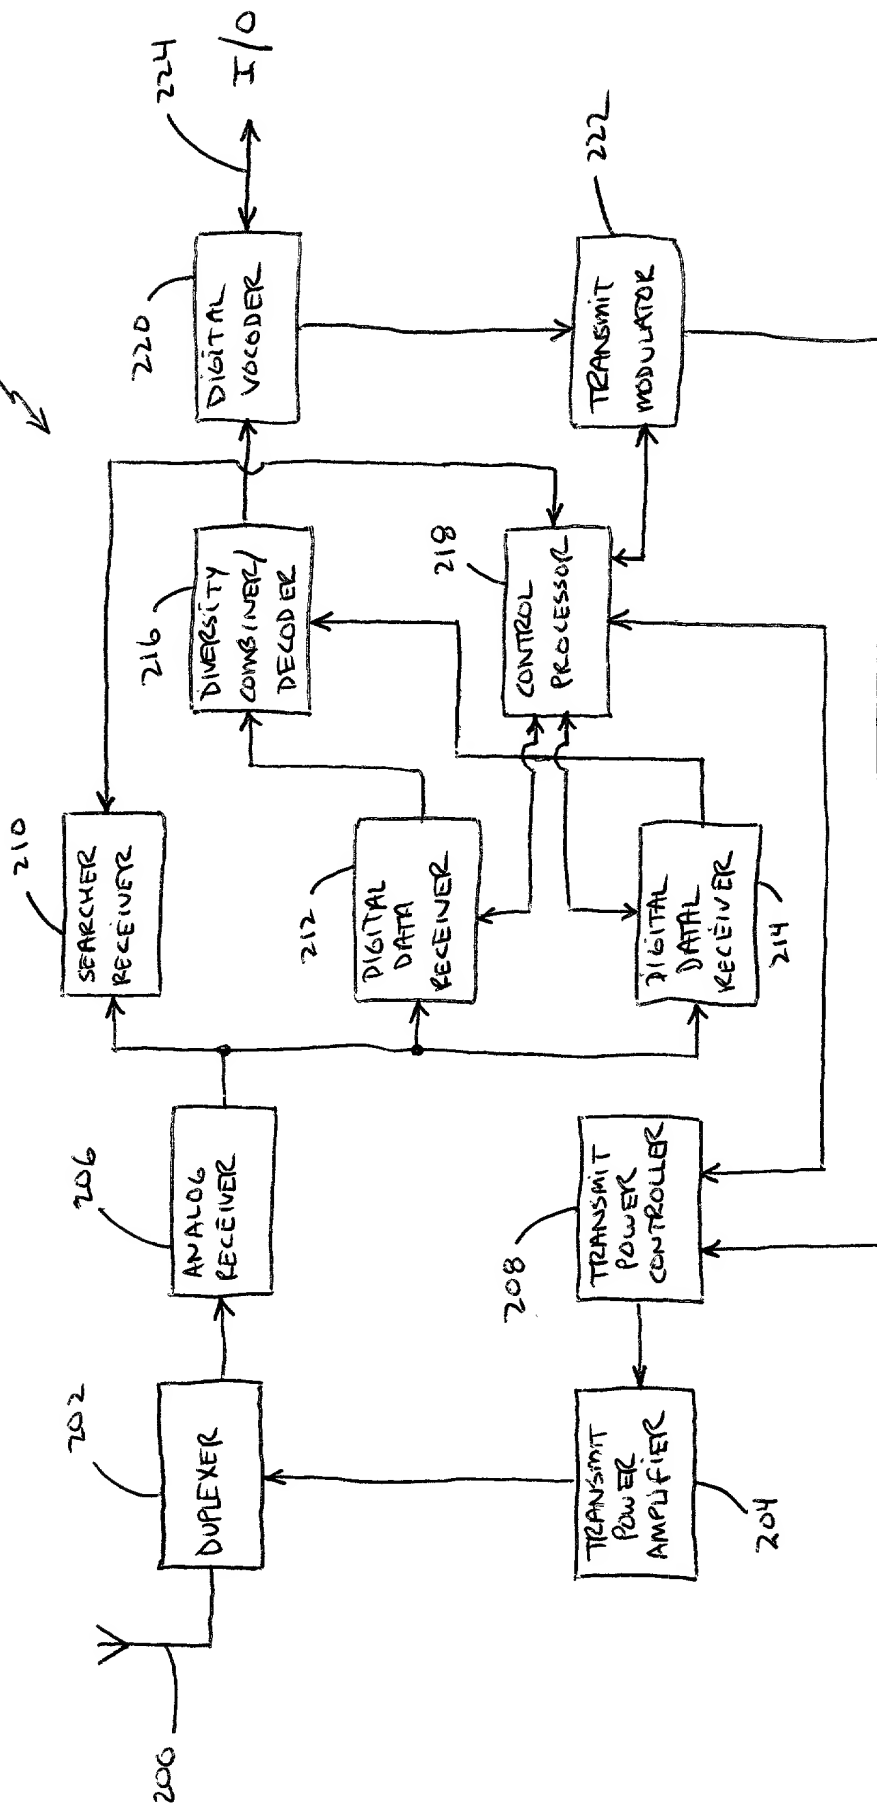 224
I/O
220
DIGITAL
VOCODER
222
TRANSMIT
MODULATOR
216
DIVERSITY
COMBINER/
DECODER
218
CONTROL
PROCESSOR
210
SEARCHER
RECEIVER
212
DIGITAL
DATA
RECEIVER
DIGITAL
DATAL
RECEIVER
214
206
ANALOG
RECEIVER
208
TRANSMIT
POWER
CONTROLLER
202
DUPLEXER
TRANSMIT
POWER
AMPLIFIER
204
200